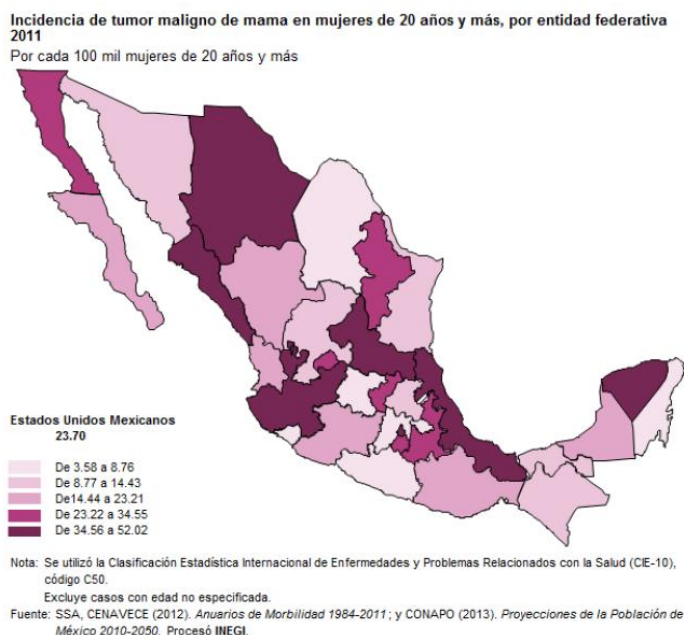 Incidencia de tumor maligno de mama en mujeres de 20 años y más, por entidad federativa
2011
Por cada 100 mil mujeres de 20 años y más
Estados Unidos Mexicanos
23.70
De 3.58 a 8.76
De 8.77 a 14.43
De14.44 a 23.21
De 23.22 a 34.55
De 34.56 a 52.02
Nota: Se utilizó la Clasificación Estadística Internacional de Enfermedades y Problemas Relacionados con la Salud (CIE-10),
código C50.
Excluye casos con edad no especificada.
Fuente: SSA, CENAVECE (2012). Anuarios de Morbilidad 1984-2011; y CONAPO (2013). Proyecciones de la Población de
México 2010-2050. Procesó INEGI.